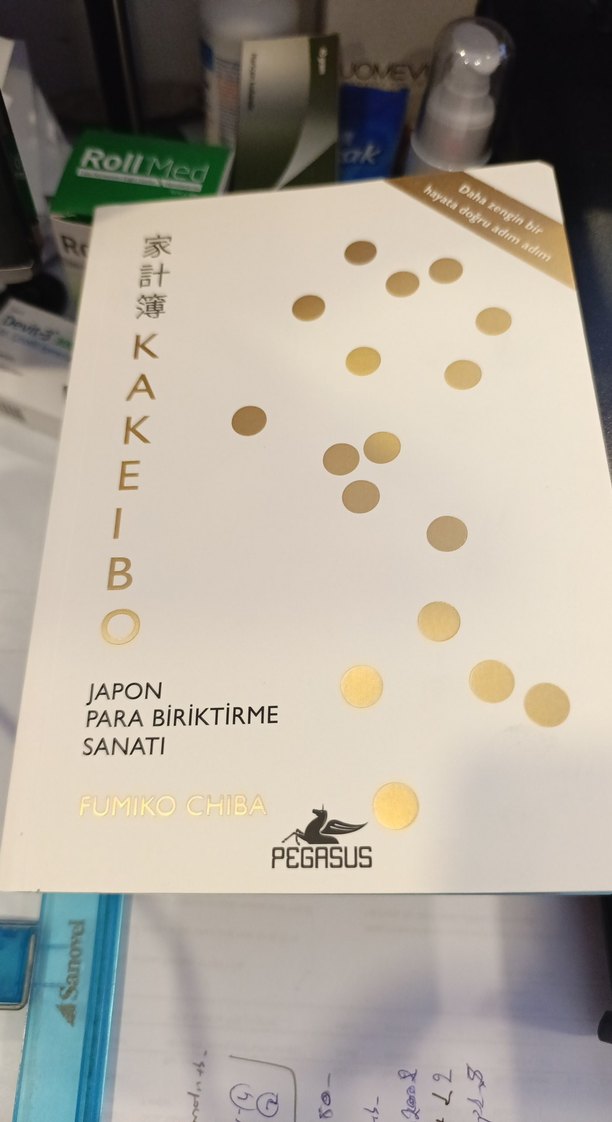 RollMed
Daha zengin bir
hayata doğru adım adım
家計簿
KAKEIBO
JAPON
PARA BİRİKTİRME
SANATI
FUMIKO CHIBA
PEGASUS
Sanovel